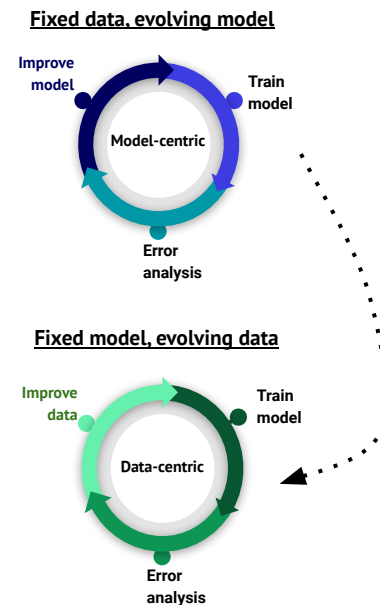 Fixed data, evolving model
Improve
model
Train
model
Model-centric
Error
analysis
Fixed model, evolving data
Improve
data
Train
model
Data-centric
Error
analysis